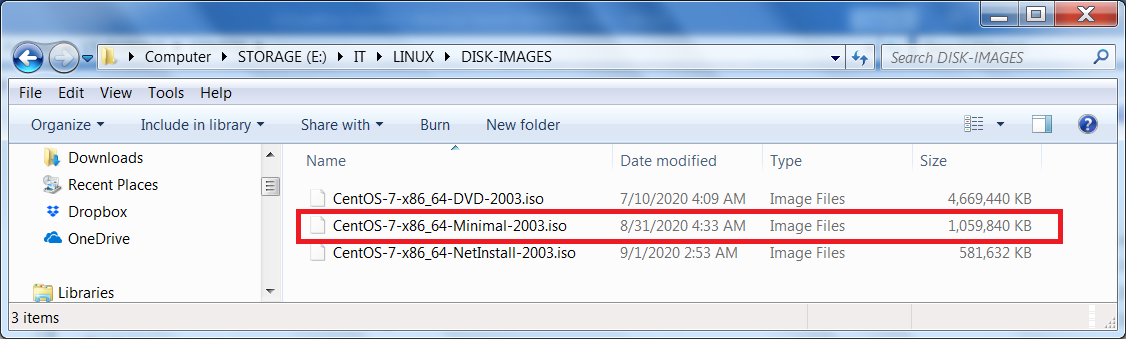 Computer STORAGE (E:) IT LINUX DISK-IMAGES Search DISK-IMAGES
File Edit View Tools Help
Organize Include in library Share with Burn New folder
Downloads
Recent Places
Dropbox
OneDrive
Libraries
Name Date modified Type Size
CentOS-7-x86_64-DVD-2003.iso 7/10/2020 4:09 AM Image Files 4,669,440 KB
CentOS-7-x86_64-Minimal-2003.iso 8/31/2020 4:33 AM Image Files 1,059,840 KB
CentOS-7-x86_64-NetInstall-2003.iso 9/1/2020 2:53 AM Image Files 581,632 KB
3 items